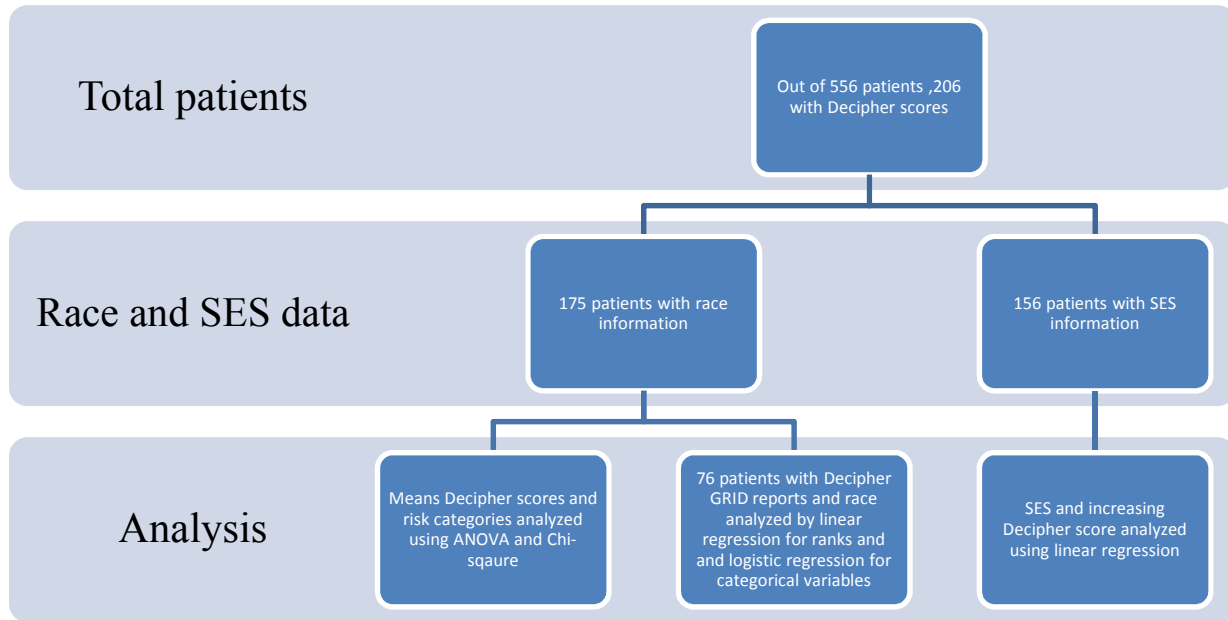 Total patients
Out of 556 patients ,206
with Decipher scores
Race and SES data
175 patients with race
information
156 patients with SES
information
Analysis
Means Decipher scores and
risk categories analyzed
using ANOVA and Chi-
sqaure
76 patients with Decipher
GRID reports and race
analyzed by linear
regression for ranks and
and logistic regression for
categorical variables
SES and increasing
Decipher score analyzed
using linear regression